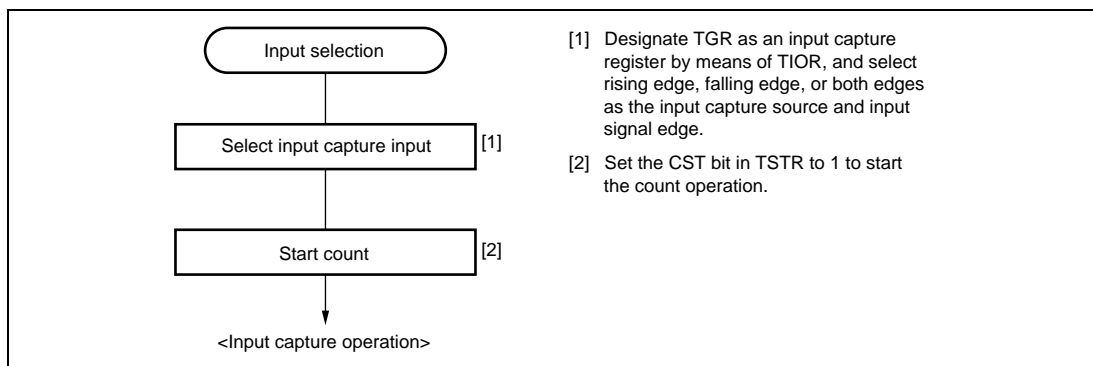 Input selection
Select input capture input
[1]
Start count
[2]
<Input capture operation>
[1] Designate TGR as an input capture
register by means of TIOR, and select
rising edge, falling edge, or both edges
as the input capture source and input
signal edge.
[2] Set the CST bit in TSTR to 1 to start
the count operation.